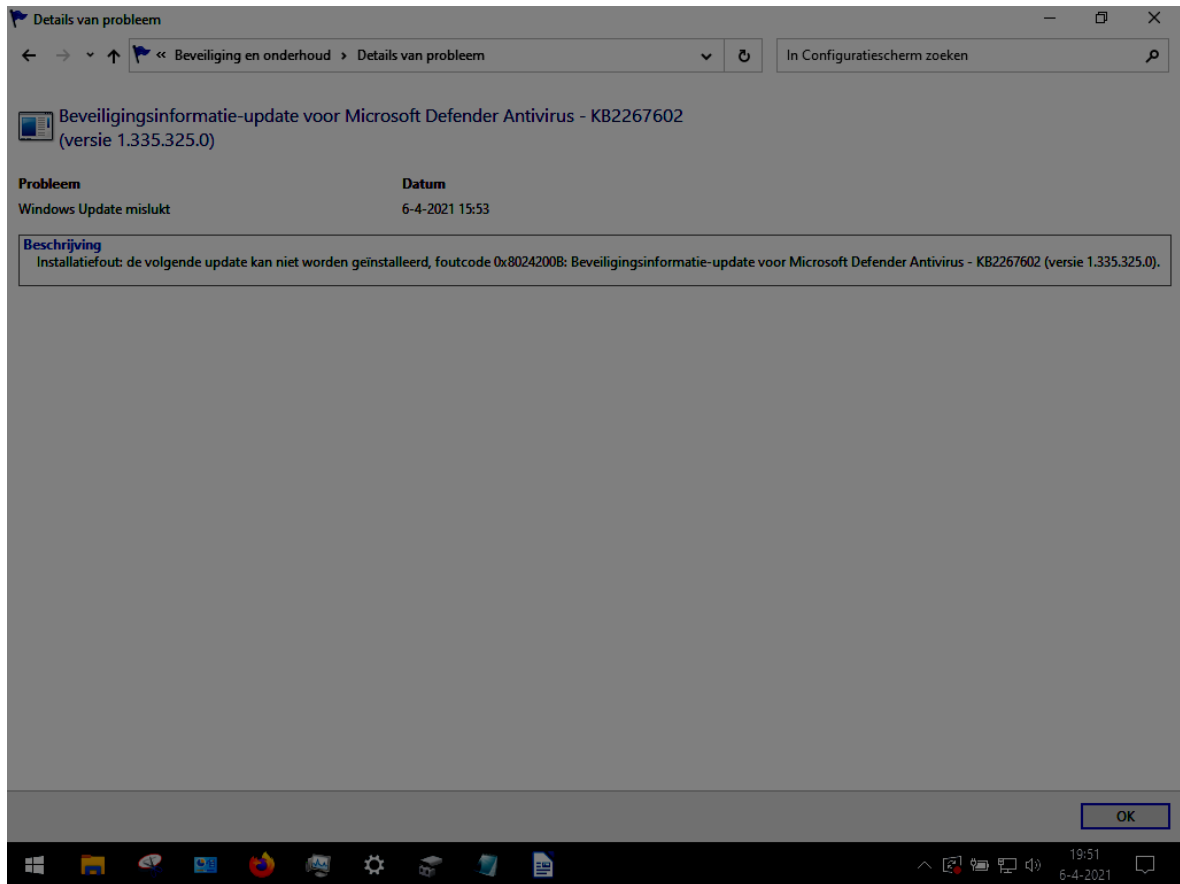 Details van probleem
« Beveiliging en onderhoud › Details van probleem
In Configuratiescherm zoeken
Beveiligingsinformatie-update voor Microsoft Defender Antivirus - KB2267602
(versie 1.335.325.0)
Probleem Datum
Windows Update mislukt 6-4-2021 15:53
Beschrijving
Installatiefout: de volgende update kan niet worden geïnstalleerd, foutcode 0x8024200B: Beveiligingsinformatie-update voor Microsoft Defender Antivirus - KB2267602 (versie 1.335.325.0).
OK
19:51
6-4-2021